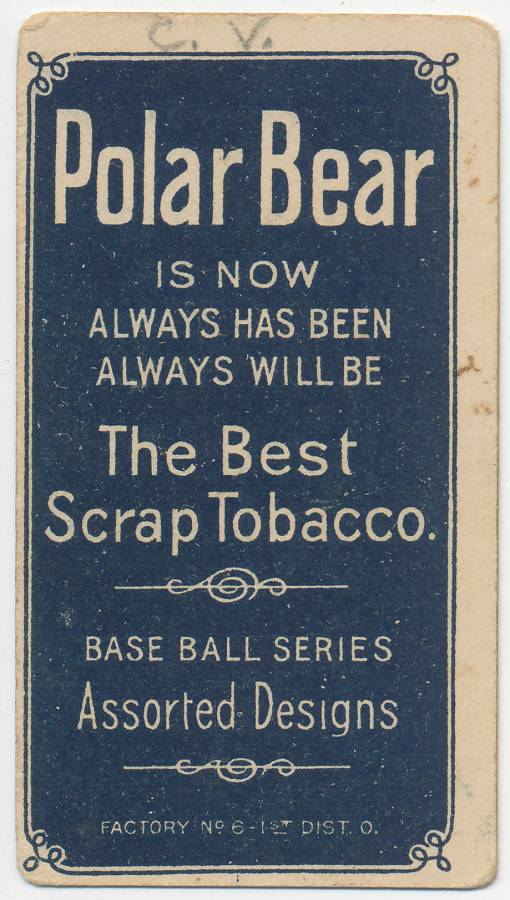 C. V.
Polar Bear
IS NOW
ALWAYS HAS BEEN
ALWAYS WILL BE
The Best
Scrap Tobacco.
BASE BALL SERIES
Assorted Designs
FACTORY No 6-1ST DIST. O.